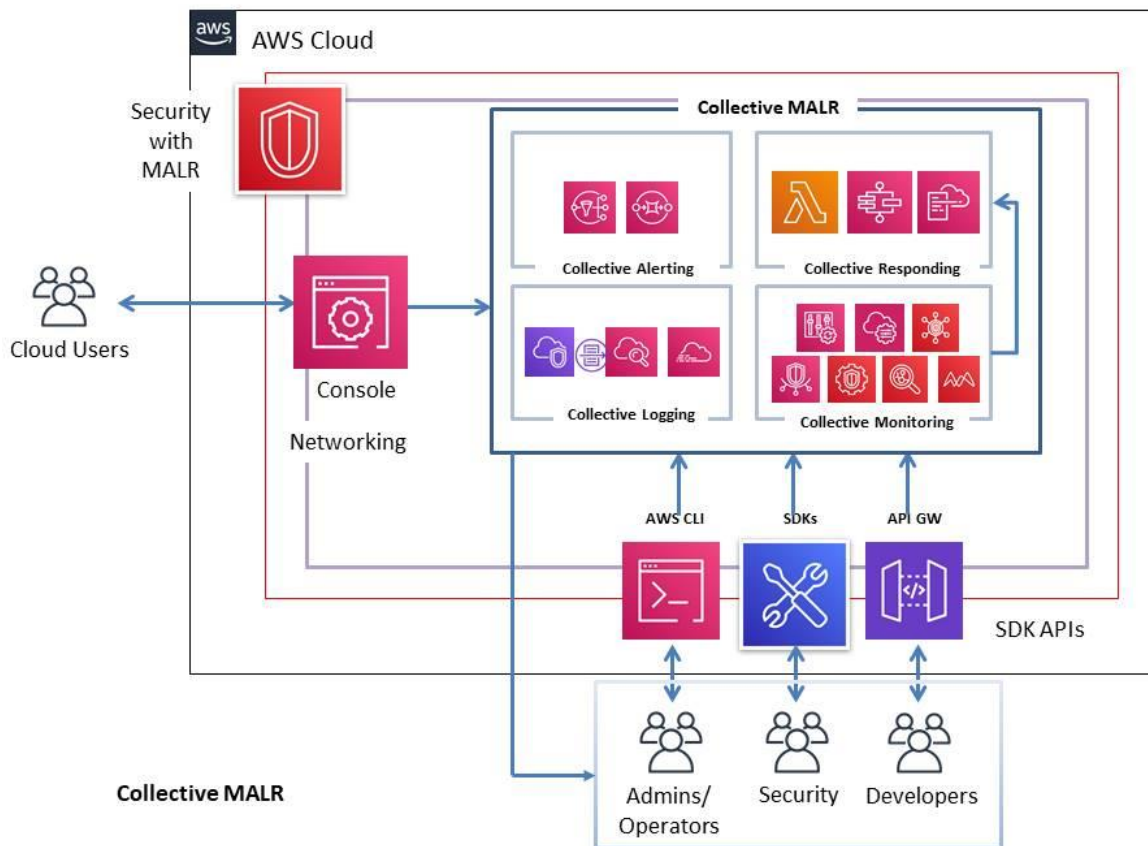 aws
AWS Cloud
Security
with
MALR
Collective MALR
Collective Alerting
Collective Responding
Cloud Users
Console
Networking
Collective Logging
Collective Monitoring
AWS CLI
SDKs
API GW
SDK APIs
Collective MALR
Admins/
Operators
Security
Developers